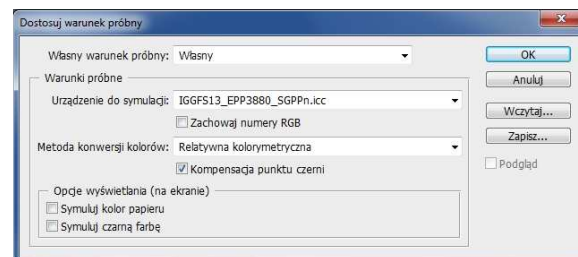 Dostosuj warunek próbny
Własny warunek próbny: Własny
OK
Warunki próbne
Anuluj
Urządzenie do symulacji: IGGFS13_EPP3880_SGPPn.icc
Wczytaj...
Zachowaj numery RGB
Zapisz...
Metoda konwersji kolorów: Relatywna kolorymetryczna
Podgląd
Kompensacja punktu czerni
Opcje wyświetlania (na ekranie)
Symuluj kolor papieru
Symuluj czarną farbę